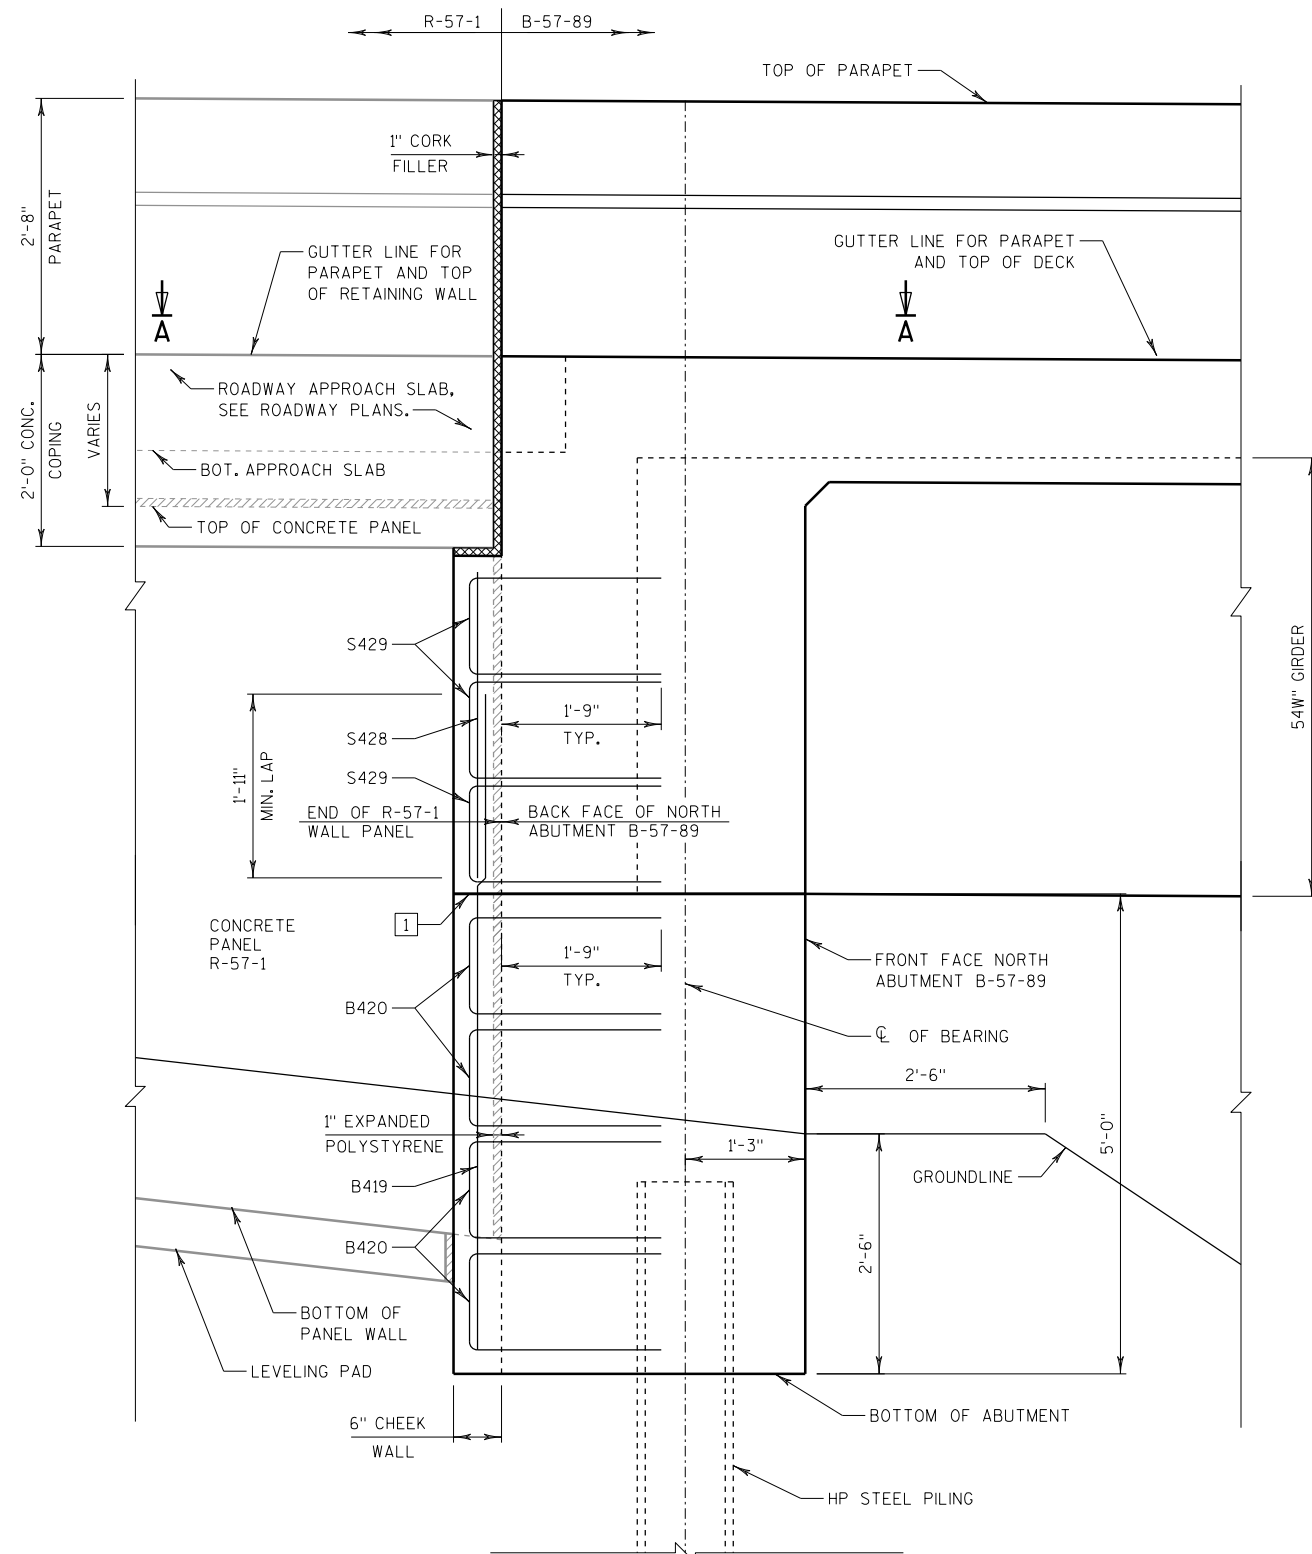 R-57-1
B-57-89
TOP OF PARAPET
1" CORK
FILLER
2'-8"
PARAPET
GUTTER LINE FOR
PARAPET AND TOP
OF RETAINING WALL
GUTTER LINE FOR PARAPET
AND TOP OF DECK
A
A
2'-0" CONC.
COPING
VARIES
ROADWAY APPROACH SLAB,
SEE ROADWAY PLANS.
BOT. APPROACH SLAB
TOP OF CONCRETE PANEL
S429
54W" GIRDER
1'-9"
TYP.
S428
S429
1'-11"
MIN. LAP
END OF R-57-1
WALL PANEL
BACK FACE OF NORTH
ABUTMENT B-57-89
CONCRETE
PANEL
R-57-1
1
1'-9"
TYP.
FRONT FACE NORTH
ABUTMENT B-57-89
B420
℄ OF BEARING
2'-6"
1" EXPANDED
POLYSTYRENE
1'-3"
5'-0"
B419
GROUNDLINE
B420
2'-6"
BOTTOM OF
PANEL WALL
LEVELING PAD
6" CHEEK
WALL
BOTTOM OF ABUTMENT
HP STEEL PILING